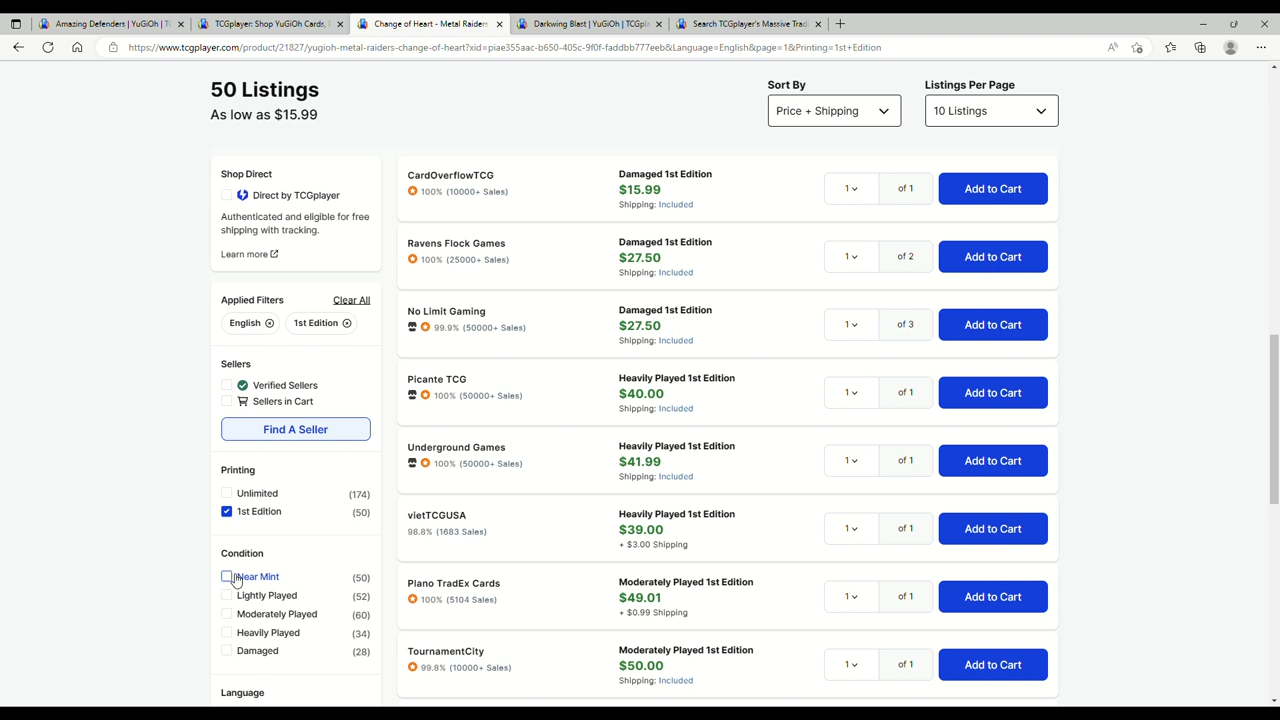 Amazing Defenders | YuGiOh | T
TCGplayer: Shop YuGiOh Cards,
Change of Heart - Metal Raiders
Darkwing Blast | YuGiOh | TCGpl
Search TCGplayer's Massive Trad
https://www.tcgplayer.com/product/21827/yugioh-metal-raiders-change-of-heart?xid=piae355aac-b650-405c-9f0f-faddbb777eeb&Language=English&page=1&Printing=1st+Edition
50 Listings
As low as $15.99
Sort By
Price + Shipping
Listings Per Page
10 Listings
Shop Direct
Direct by TCGplayer
Authenticated and eligible for free
shipping with tracking.
Learn more
Applied Filters Clear All
English 1st Edition
Sellers
Verified Sellers
Sellers in Cart
Find A Seller
Printing
Unlimited (174)
1st Edition (50)
Condition
Near Mint (50)
Lightly Played (52)
Moderately Played (60)
Heavily Played (34)
Damaged (28)
Language
CardOverflowTCG
100% (10000+ Sales)
Damaged 1st Edition
$15.99
Shipping: Included
1 of 1 Add to Cart
Ravens Flock Games
100% (25000+ Sales)
Damaged 1st Edition
$27.50
Shipping: Included
1 of 2 Add to Cart
No Limit Gaming
99.9% (50000+ Sales)
Damaged 1st Edition
$27.50
Shipping: Included
1 of 3 Add to Cart
Picante TCG
100% (50000+ Sales)
Heavily Played 1st Edition
$40.00
Shipping: Included
1 of 1 Add to Cart
Underground Games
100% (50000+ Sales)
Heavily Played 1st Edition
$41.99
Shipping: Included
1 of 1 Add to Cart
vietTCGUSA
98.8% (1683 Sales)
Heavily Played 1st Edition
$39.00
+ $3.00 Shipping
1 of 1 Add to Cart
Plano TradEx Cards
100% (5104 Sales)
Moderately Played 1st Edition
$49.01
+ $0.99 Shipping
1 of 1 Add to Cart
TournamentCity
99.8% (10000+ Sales)
Moderately Played 1st Edition
$50.00
Shipping: Included
1 of 1 Add to Cart